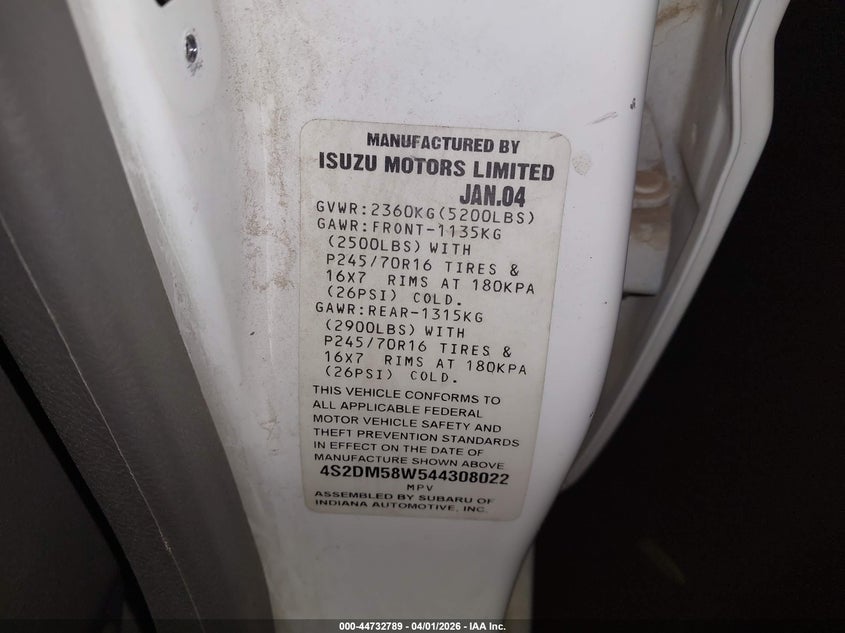 MANUFACTURED BY
ISUZU MOTORS LIMITED
JAN.04
GVWR:2360KG(5200LBS)
GAWR:FRONT-1135KG
(2500LBS) WITH
P245/70R16 TIRES &
16X7 RIMS AT 180KPA
(26PSI) COLD.
GAWR:REAR-1315KG
(2900LBS) WITH
P245/70R16 TIRES &
16X7 RIMS AT 180KPA
(26PSI) COLD.
THIS VEHICLE CONFORMS TO
ALL APPLICABLE FEDERAL
MOTOR VEHICLE SAFETY AND
THEFT PREVENTION STANDARDS
IN EFFECT ON THE DATE OF
MANUFACTURE SHOWN ABOVE
4S2DM58W544308022
MPV
ASSEMBLED BY SUBARU OF
INDIANA AUTOMOTIVE, INC.
000-44732789 - 04/01/2026 - IAA Inc.